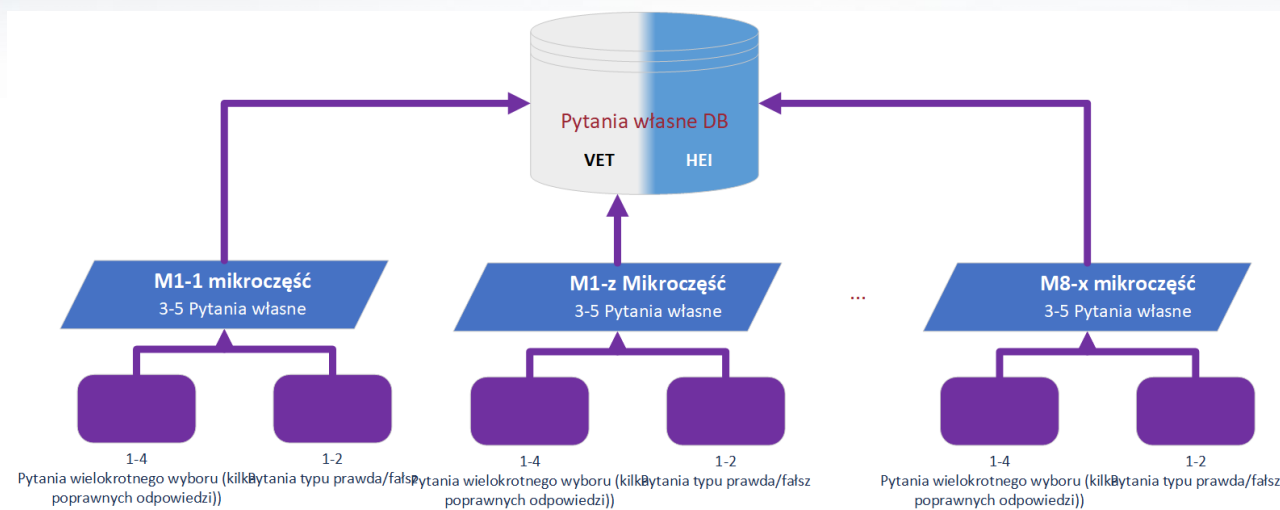 Pytania własne DB
VET
HEI
M1-1 mikroczęść
3-5 Pytania własne
M1-z Mikroczęść
3-5 Pytania własne
...
M8-x mikroczęść
3-5 Pytania własne
1-4
Pytania wielokrotnego wyboru (kilka
poprawnych odpowiedzi))
1-2
Pytania typu prawda/fałsz
1-4
Pytania wielokrotnego wyboru (kilka
poprawnych odpowiedzi))
1-2
Pytania typu prawda/fałsz
1-4
Pytania wielokrotnego wyboru (kilka
poprawnych odpowiedzi))
1-2
Pytania typu prawda/fałsz